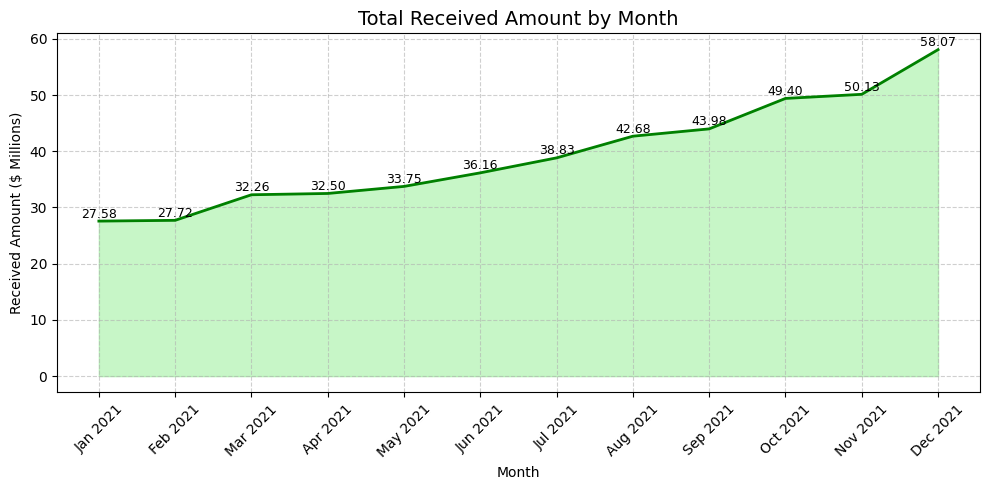 Total Received Amount by Month
Received Amount ($ Millions)
60
50
40
30
20
10
0
27.58
27.72
32.26
32.50
33.75
36.16
38.83
42.68
43.98
49.40
50.13
58.07
Jan 2021
Feb 2021
Mar 2021
Apr 2021
May 2021
Jun 2021
Jul 2021
Aug 2021
Sep 2021
Oct 2021
Nov 2021
Dec 2021
Month